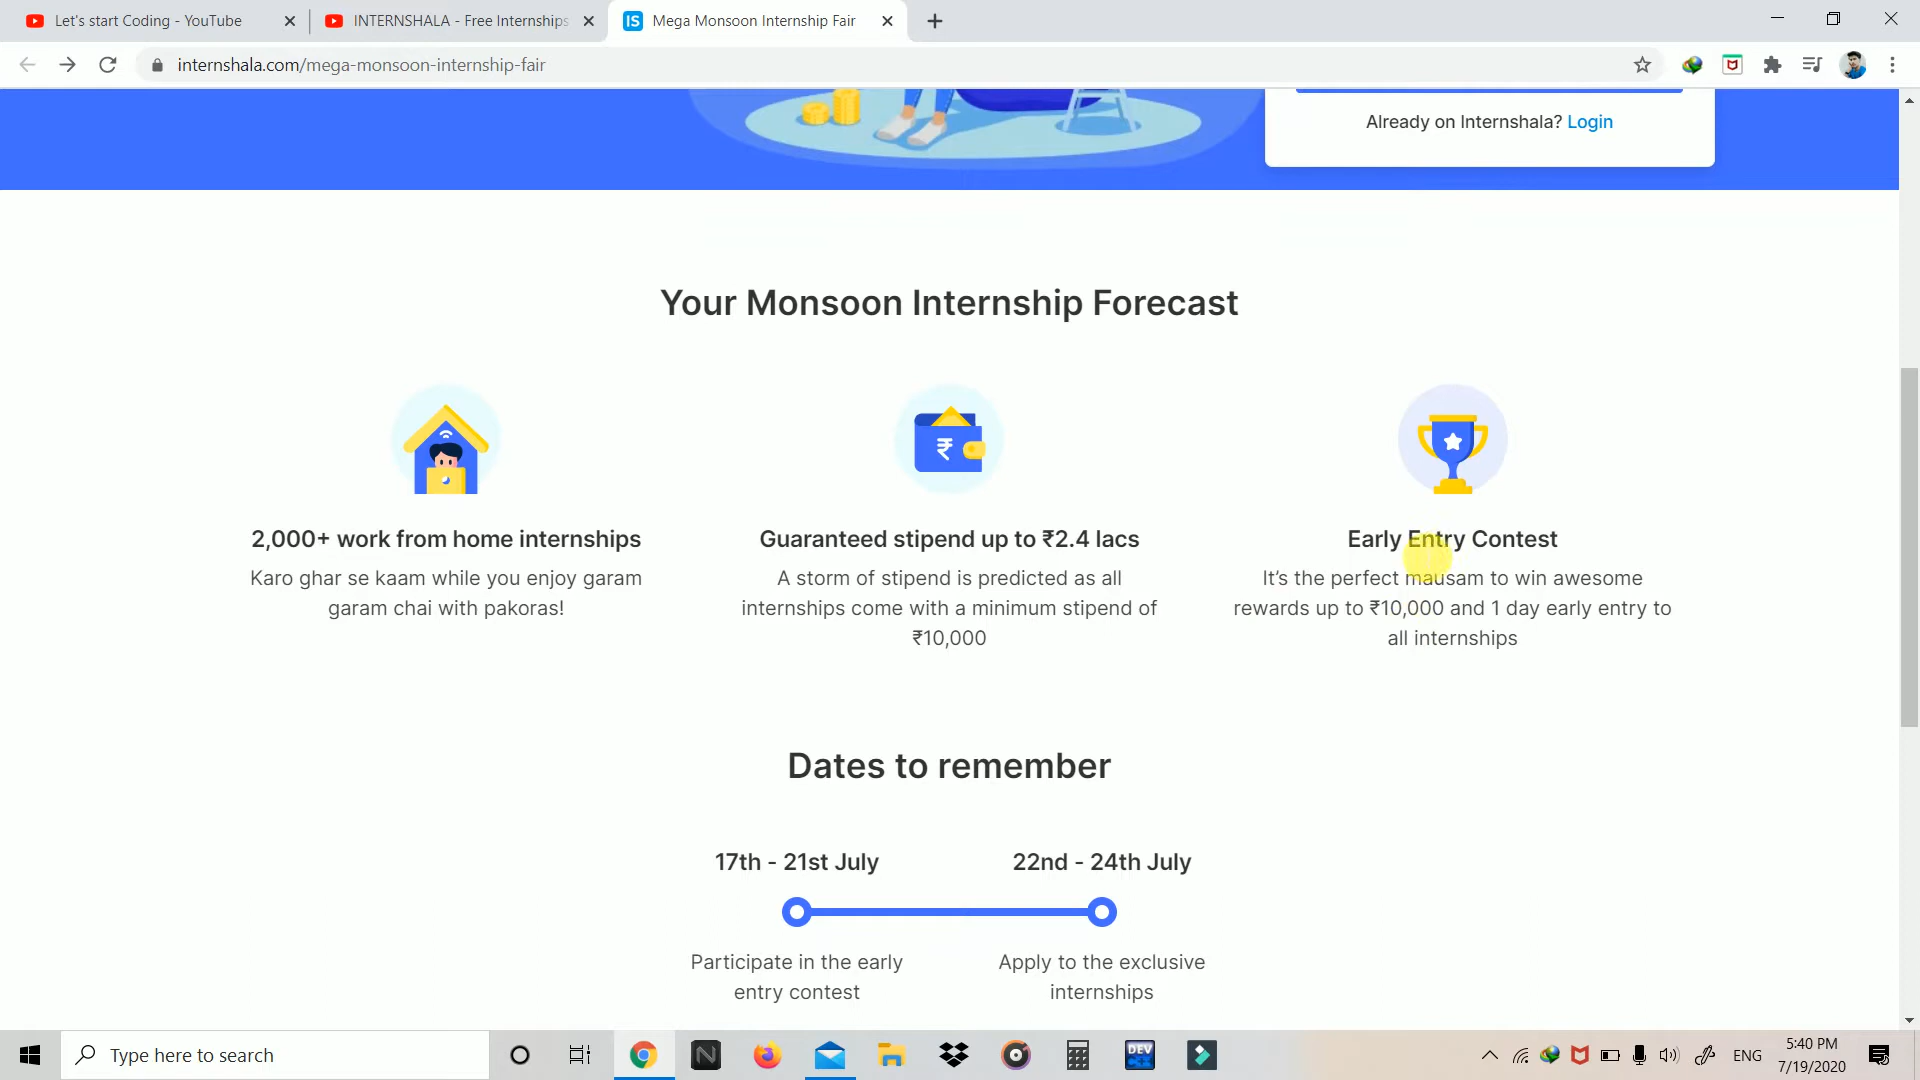 Let's start Coding - YouTube
INTERNSHALA - Free Internships
IS Mega Monsoon Internship Fair
internshala.com/mega-monsoon-internship-fair
Already on Internshala? Login
Your Monsoon Internship Forecast
₹
2,000+ work from home internships
Karo ghar se kaam while you enjoy garam
garam chai with pakoras!
Guaranteed stipend up to ₹2.4 lacs
A storm of stipend is predicted as all
internships come with a minimum stipend of
₹10,000
Early Entry Contest
It's the perfect mausam to win awesome
rewards up to ₹10,000 and 1 day early entry to
all internships
Dates to remember
17th - 21st July
22nd - 24th July
Participate in the early
entry contest
Apply to the exclusive
internships
Type here to search
N
DEV
ENG
5:40 PM
7/19/2020